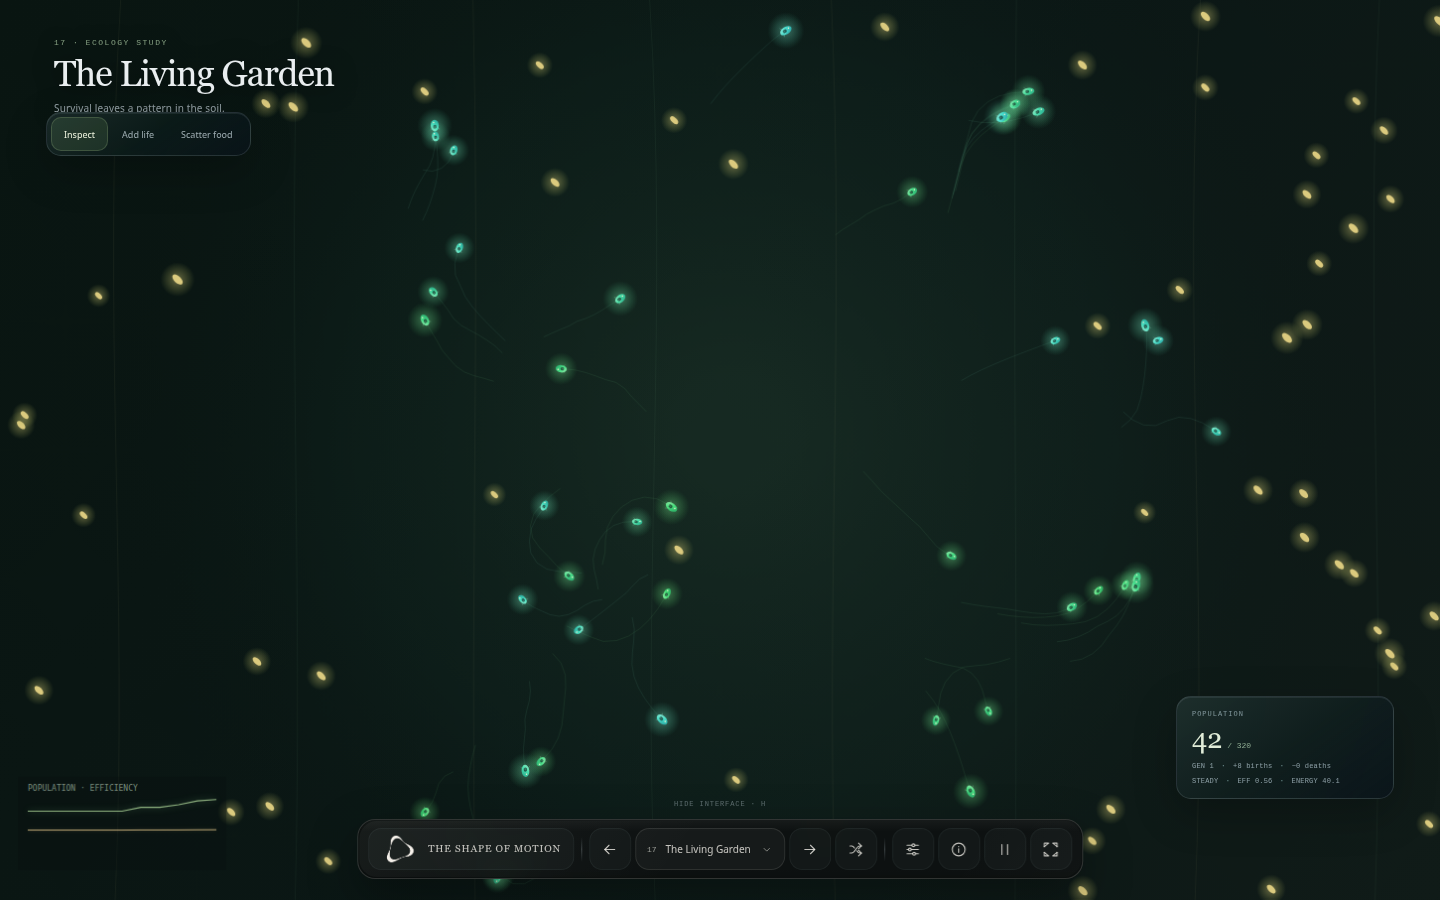 17 · ECOLOGY STUDY
The Living Garden
Survival leaves a pattern in the soil.
Inspect
Add life
Scatter food
POPULATION
42 / 320
GEN 1 · +8 births · −0 deaths
STEADY · EFF 0.56 · ENERGY 40.1
POPULATION · EFFICIENCY
HIDE INTERFACE · H
THE SHAPE OF MOTION
17 The Living Garden